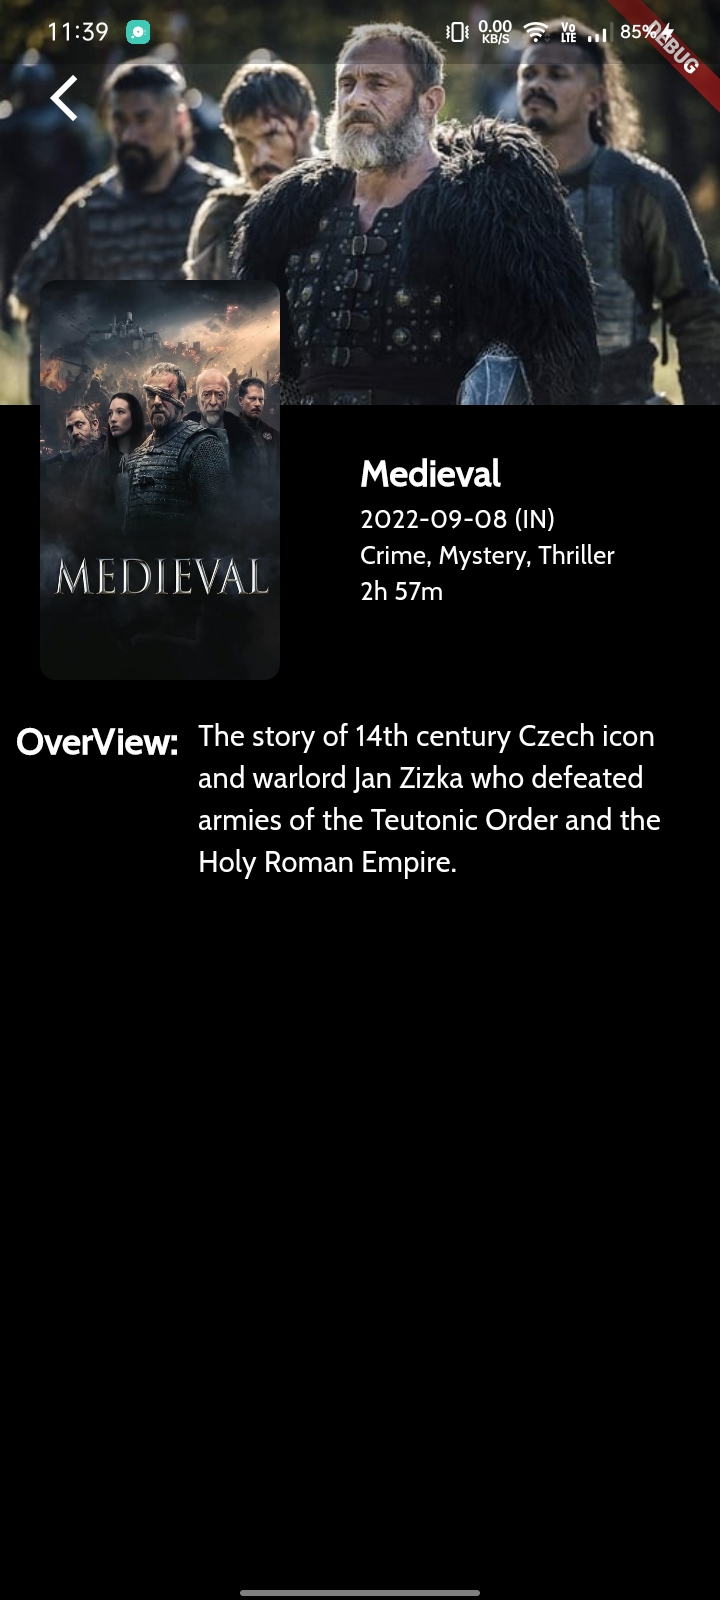 11:39
0.00
KB/S
Vo
LTE
85%
DEBUG
MEDIEVAL
Medieval
2022-09-08 (IN)
Crime, Mystery, Thriller
2h 57m
OverView:
The story of 14th century Czech icon
and warlord Jan Zizka who defeated
armies of the Teutonic Order and the
Holy Roman Empire.